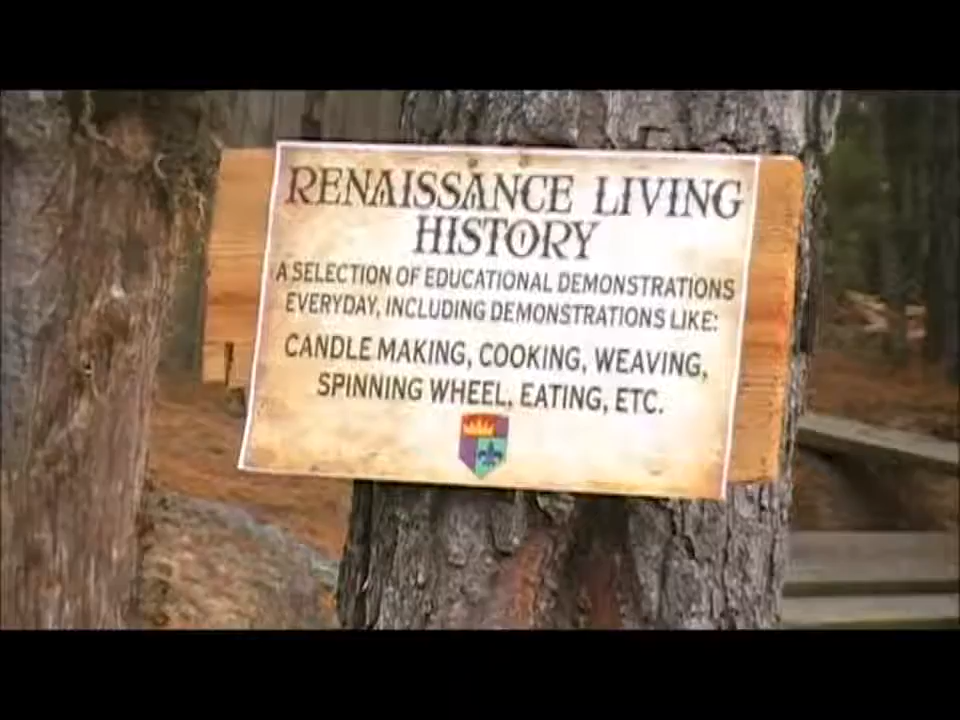 RENAISSANCE LIVING
HISTORY
A SELECTION OF EDUCATIONAL DEMONSTRATIONS
EVERYDAY, INCLUDING DEMONSTRATIONS LIKE:
CANDLE MAKING, COOKING, WEAVING,
SPINNING WHEEL, EATING, ETC.